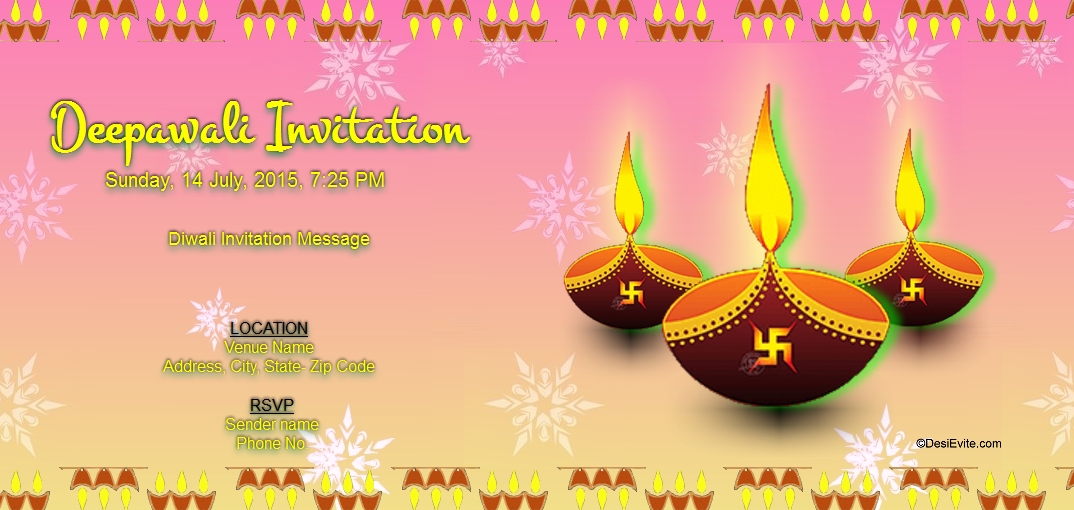 Deepawali Invitation
Sunday, 14 July, 2015, 7:25 PM
Diwali Invitation Message
LOCATION
Venue Name
Address, City, State- Zip Code
RSVP
Sender name
Phone No
©DesiEvite.com